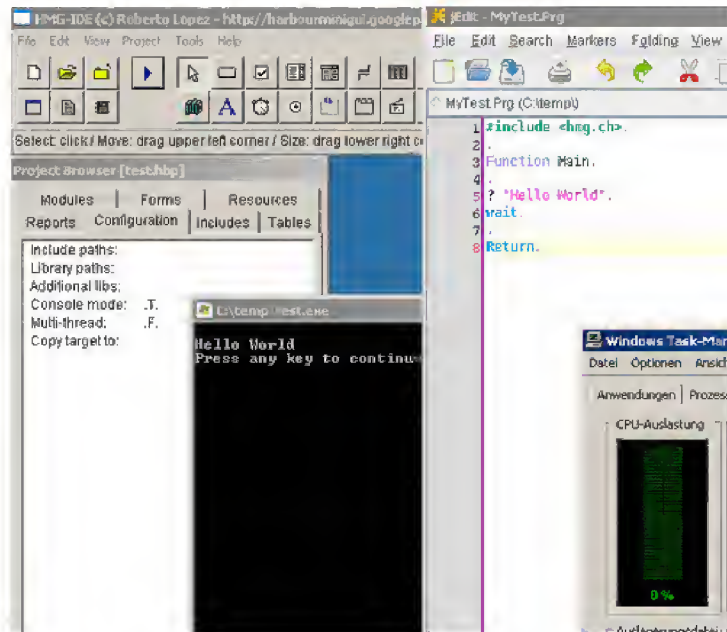 HMG-IDE (c) Roberto Lopez - http://harbourminigui.googlep
File Edit View Project Tools Help
Select: click / Move: drag upper left corner / Size: drag lower right co
Project Browser [test.hbp]
Modules Forms Resources
Reports Configuration Includes Tables
Include paths:
Library paths:
Additional libs:
Console mode: .T.
Multi-thread: .F.
Copy target to:
C:\temp\Test.exe
Hello World
Press any key to continu
jEdit - MyTest.Prg
File Edit Search Markers Folding View
MyTest.Prg (C:\temp\)
1 #include <hmg.ch>.
2 .
3 Function Main.
4 .
5 ? "Hello World".
6 wait.
7 .
8 Return.
Windows Task-Man
Datei Optionen Ansich
Anwendungen Prozess
CPU-Auslastung
0 %
Auslagerungsdatei